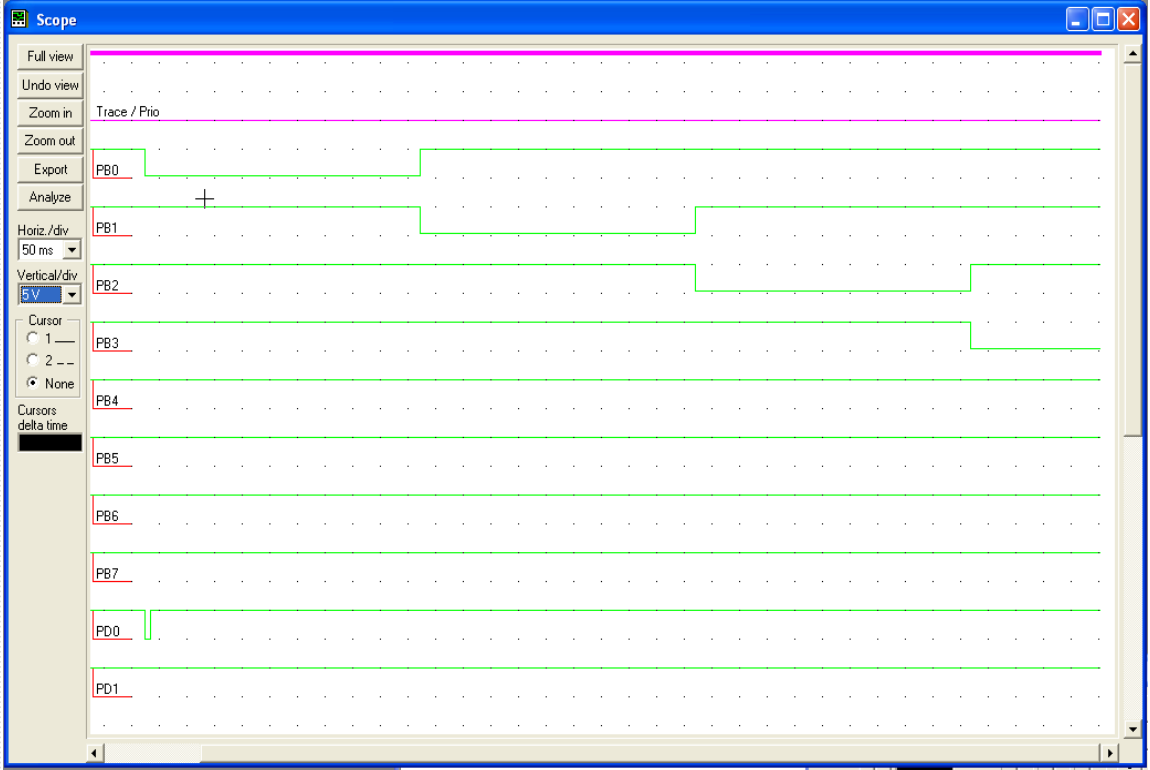 Scope
Full view
Undo view
Zoom in
Zoom out
Export
Analyze
Horiz./div
50 ms
Vertical/div
5 V
Cursor
1
2
None
Cursors
delta time
Trace / Prio
PB0
PB1
PB2
PB3
PB4
PB5
PB6
PB7
PD0
PD1